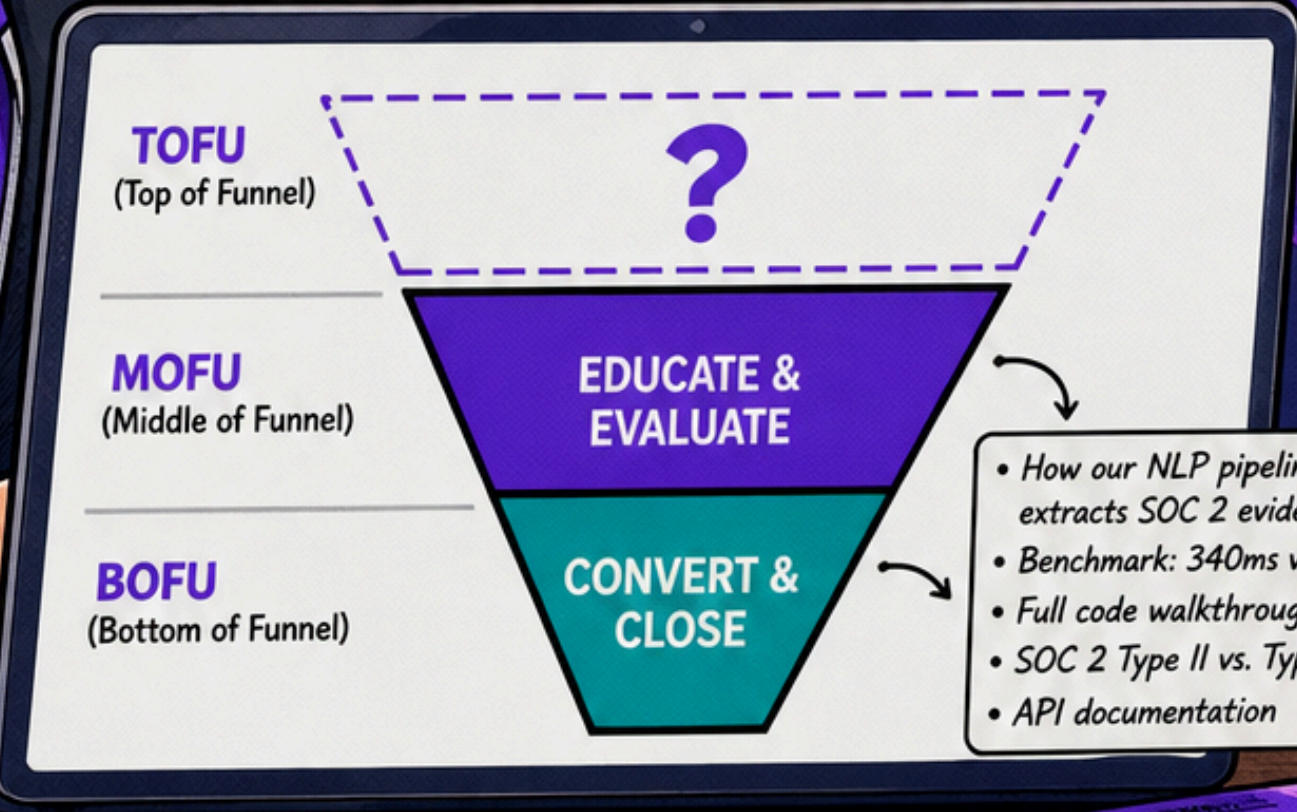 TOFU
(Top of Funnel)
?
MOFU
(Middle of Funnel)
EDUCATE &
EVALUATE
BOFU
(Bottom of Funnel)
CONVERT &
CLOSE
• How our NLP
extracts SOC 2
• Benchmark: 340ms
• Full code
• SOC 2 Type II vs.
• API documentation